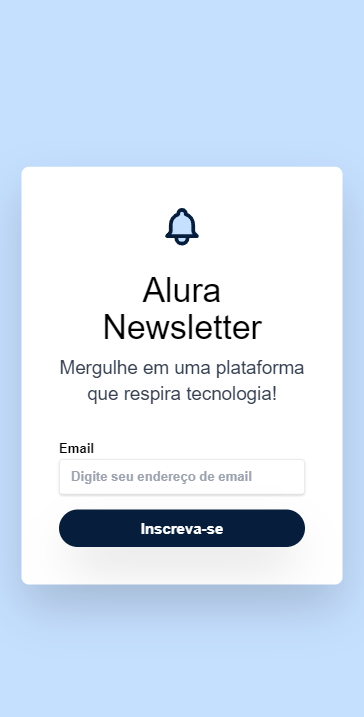 Alura
Newsletter
Mergulhe em uma plataforma
que respira tecnologia!
Email
Digite seu endereço de email
Inscreva-se